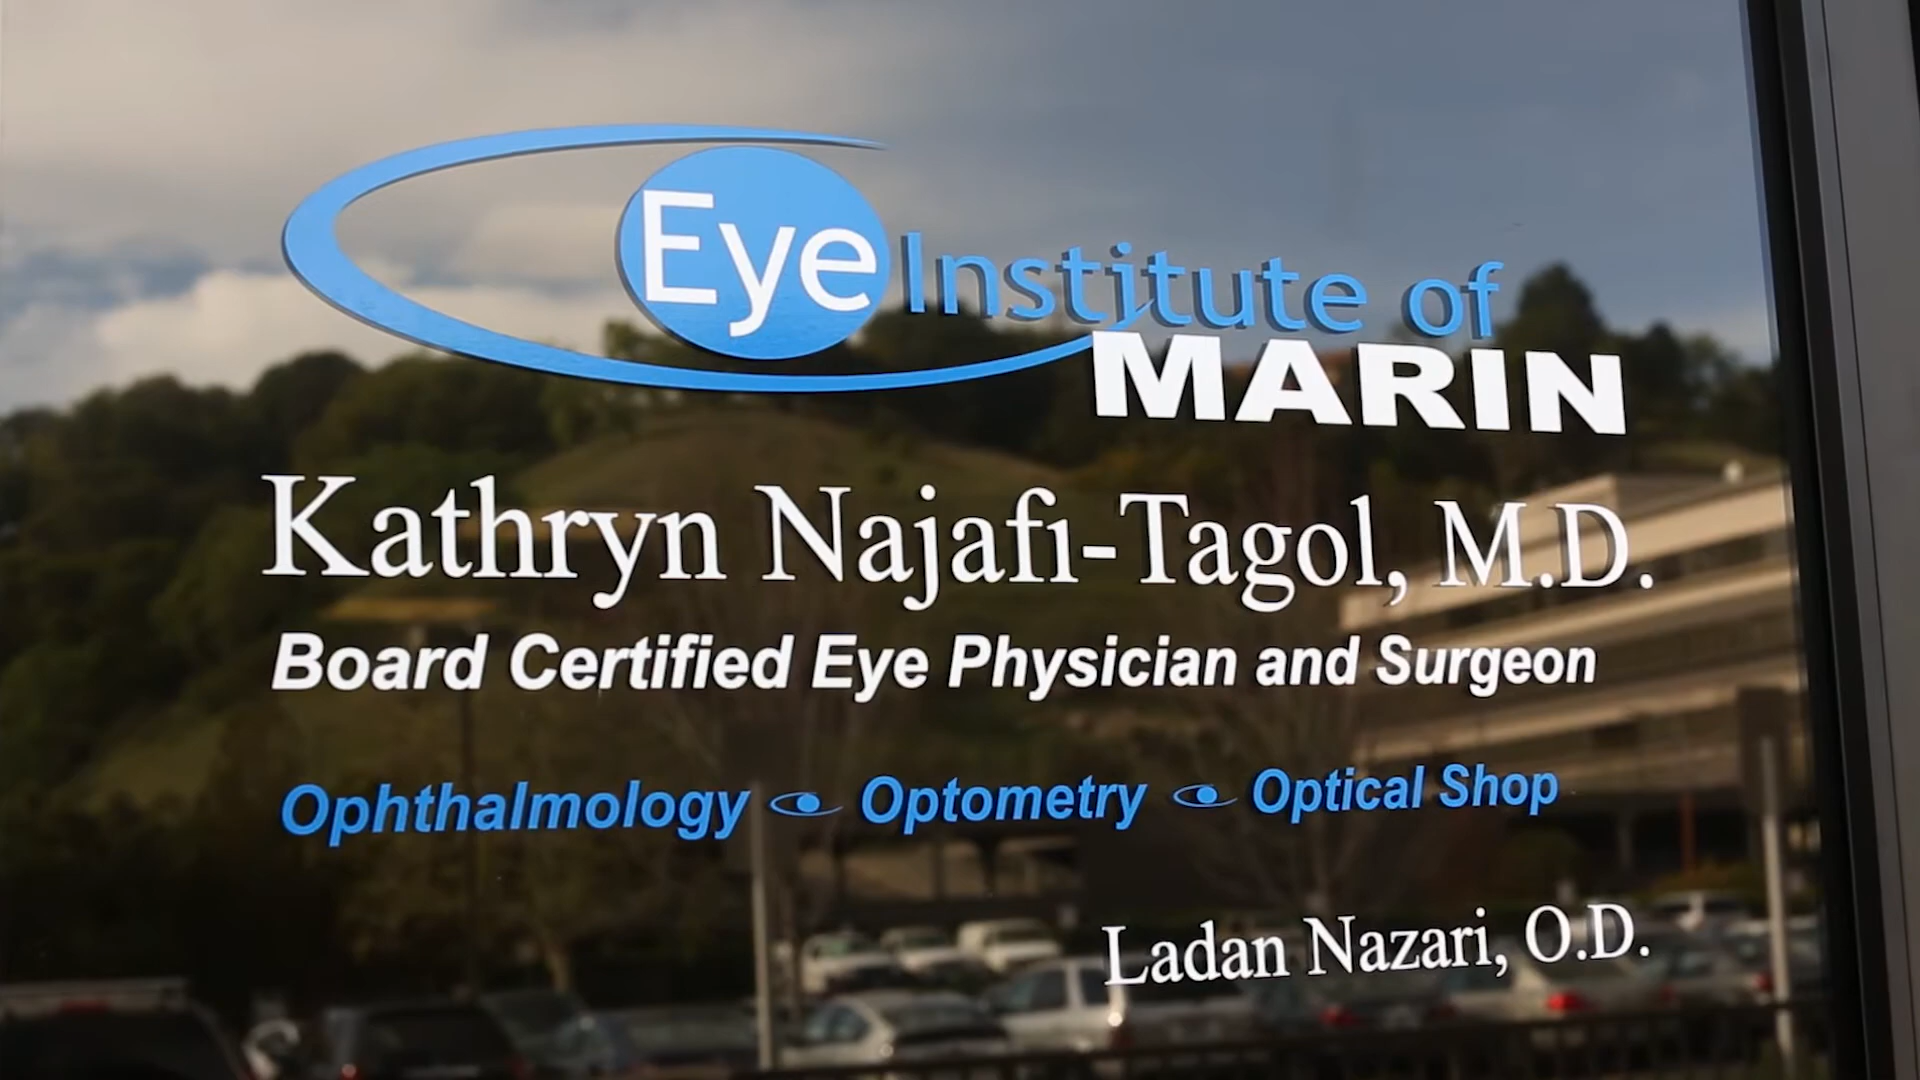 Eye Institute of
MARIN
Kathryn Najafi-Tagol, M.D.
Board Certified Eye Physician and Surgeon
Ophthalmology Optometry Optical Shop
Ladan Nazari, O.D.